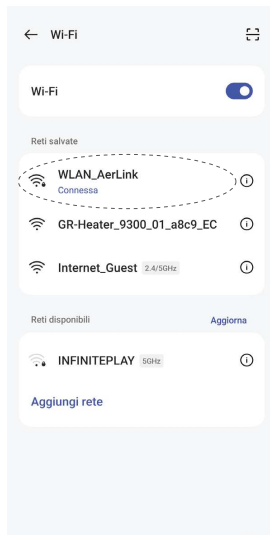 Wi-Fi
Wi-Fi
Reti salvate
WLAN_AerLink
Connessa
GR-Heater_9300_01_a8c9_EC
Internet_Guest 2.4/5GHz
Reti disponibili Aggiorna
INFINITEPLAY 5GHz
Aggiungi rete